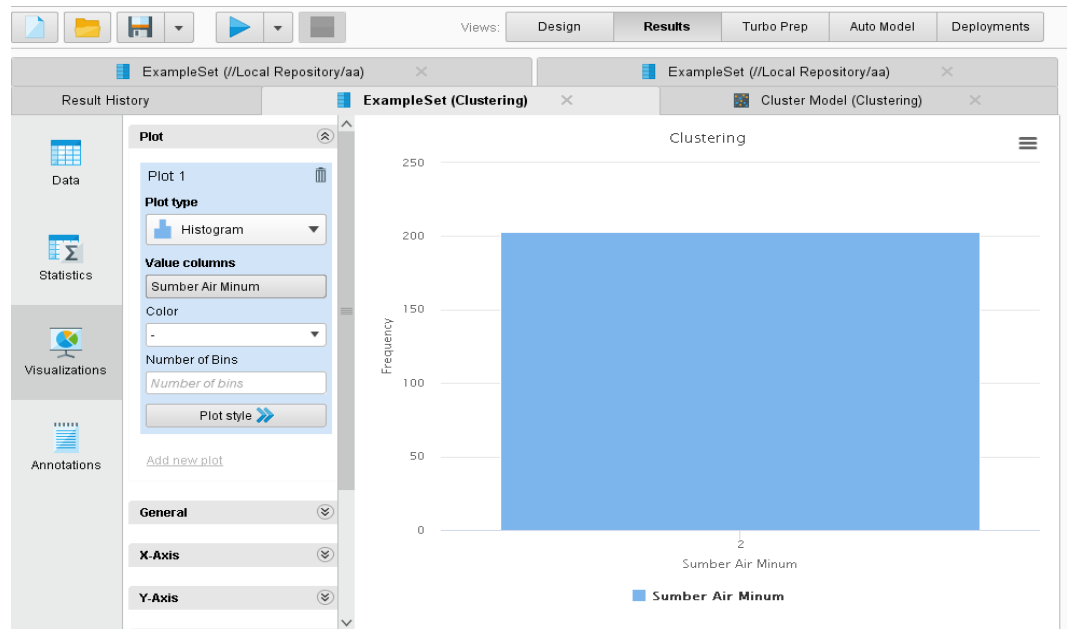 Views: Design Results Turbo Prep Auto Model Deployments
ExampleSet (//Local Repository/aa) ExampleSet (//Local Repository/aa)
Result History ExampleSet (Clustering) Cluster Model (Clustering)
Data
Statistics
Visualizations
Annotations
Plot
Plot 1
Plot type
Histogram
Value columns
Sumber Air Minum
Color
-
Number of Bins
Number of bins
Plot style
Add new plot
General
X-Axis
Y-Axis
Clustering
250
200
150
100
50
0
Frequency
2
Sumber Air Minum
Sumber Air Minum